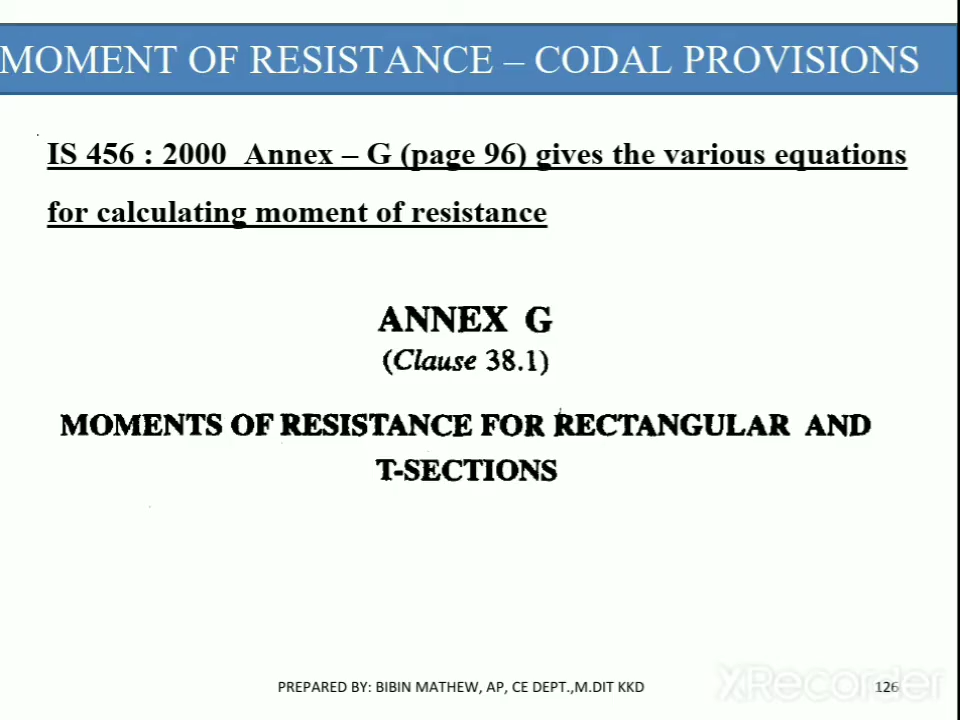 MOMENT OF RESISTANCE – CODAL PROVISIONS
IS 456 : 2000 Annex – G (page 96) gives the various equations
for calculating moment of resistance
ANNEX G
(Clause 38.1)
MOMENTS OF RESISTANCE FOR RECTANGULAR AND
T-SECTIONS
PREPARED BY: BIBIN MATHEW, AP, CE DEPT.,M.DIT KKD
XRecorder
126